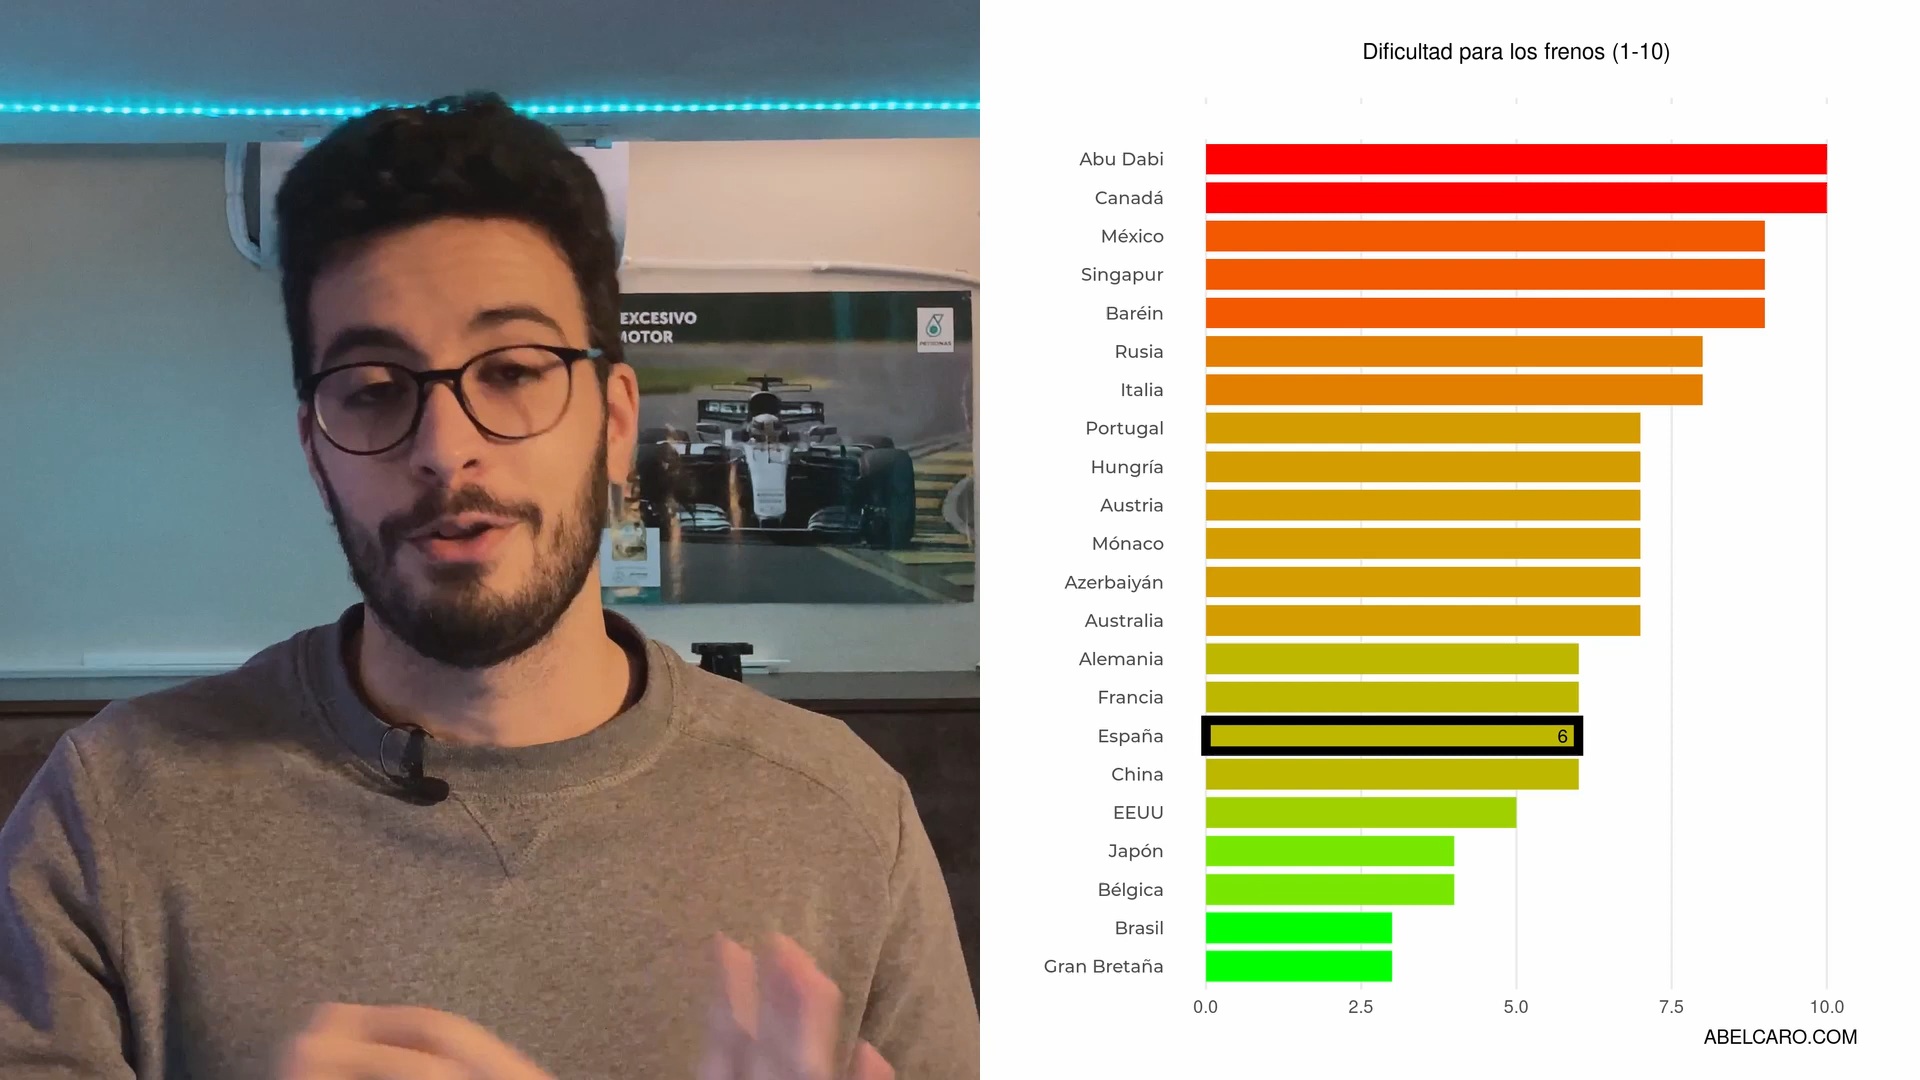 EXCESIVO
MOTOR
PETRONAS
PETRONAS
Dificultad para los frenos (1-10)
Abu Dabi
Canadá
México
Singapur
Baréin
Rusia
Italia
Portugal
Hungría
Austria
Mónaco
Azerbaiyán
Australia
Alemania
Francia
España 6
China
EEUU
Japón
Bélgica
Brasil
Gran Bretaña
0.0 2.5 5.0 7.5 10.0
ABELCARO.COM